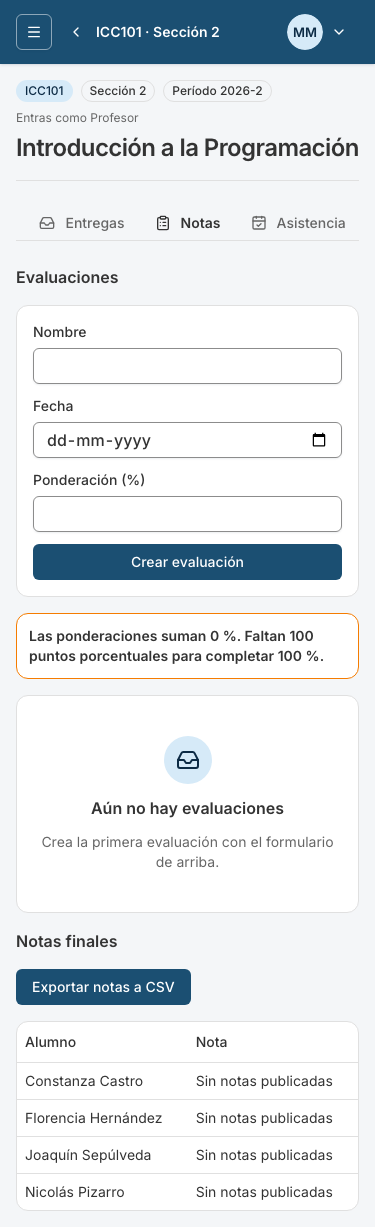 ICC101 · Sección 2
MM
ICC101
Sección 2
Período 2026-2
Entras como Profesor
Introducción a la Programación
Entregas
Notas
Asistencia
Evaluaciones
Nombre
Fecha
dd-mm-yyyy
Ponderación (%)
Crear evaluación
Las ponderaciones suman 0 %. Faltan 100
puntos porcentuales para completar 100 %.
Aún no hay evaluaciones
Crea la primera evaluación con el formulario
de arriba.
Notas finales
Exportar notas a CSV
Alumno Nota
Constanza Castro Sin notas publicadas
Florencia Hernández Sin notas publicadas
Joaquín Sepúlveda Sin notas publicadas
Nicolás Pizarro Sin notas publicadas